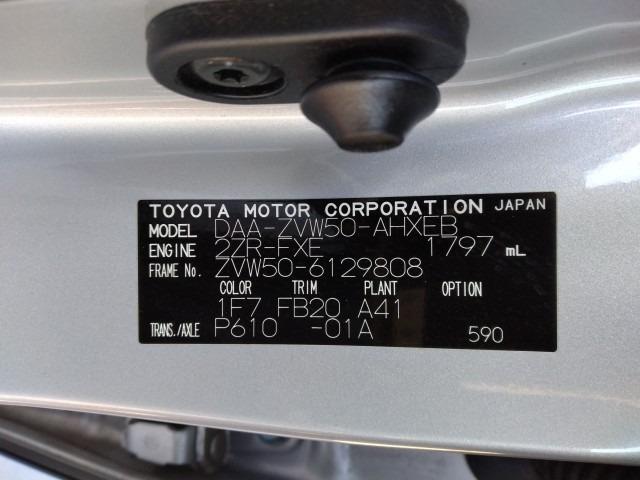 TOYOTA MOTOR CORPORATION JAPAN
MODEL DAA-ZVW50-AHXEB
ENGINE 2ZR-FXE 1797 mL
FRAME No. ZVW50-6129808
COLOR TRIM PLANT OPTION
1F7 FB20 A41
TRANS./AXLE P610 -01A 590